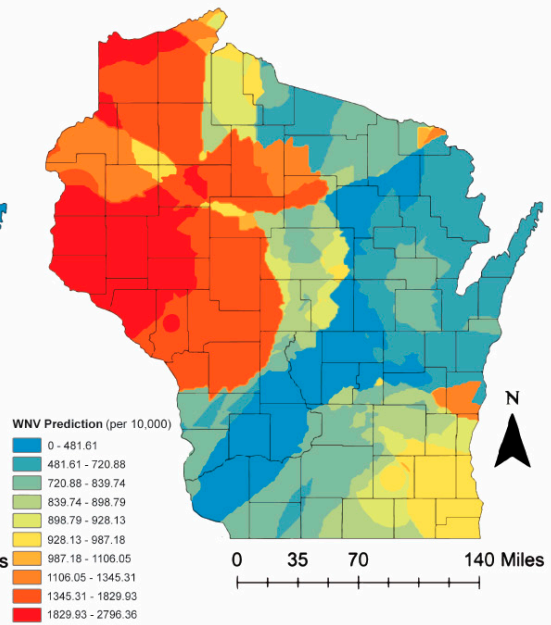 N
WNV Prediction (per 10,000)
0 - 481.61
481.61 - 720.88
720.88 - 839.74
839.74 - 898.79
898.79 - 928.13
928.13 - 987.18
987.18 - 1106.05
1106.05 - 1345.31
1345.31 - 1829.93
1829.93 - 2796.36
s
0 35 70 140 Miles